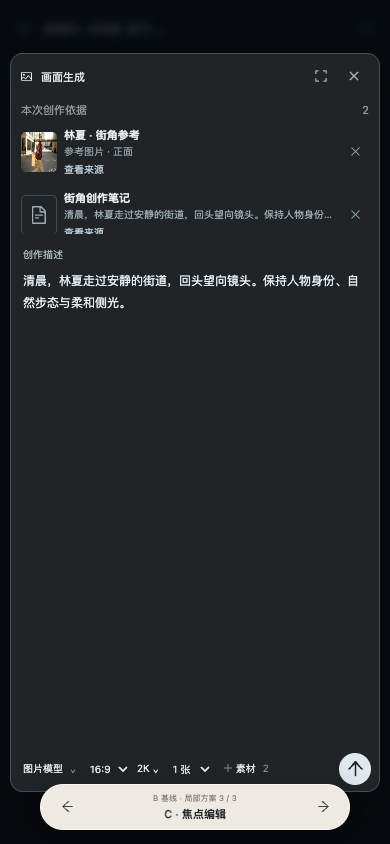 画面生成
本次创作依据 2
林夏 · 街角参考
参考图片 · 正面
查看来源
街角创作笔记
清晨，林夏走过安静的街道，回头望向镜头。保持人物身份...
查看来源
创作描述
清晨，林夏走过安静的街道，回头望向镜头。保持人物身份、自
然步态与柔和侧光。
图片模型 16:9 2K 1 张 + 素材 2
B 基线 · 局部方案 3 / 3
C · 焦点编辑